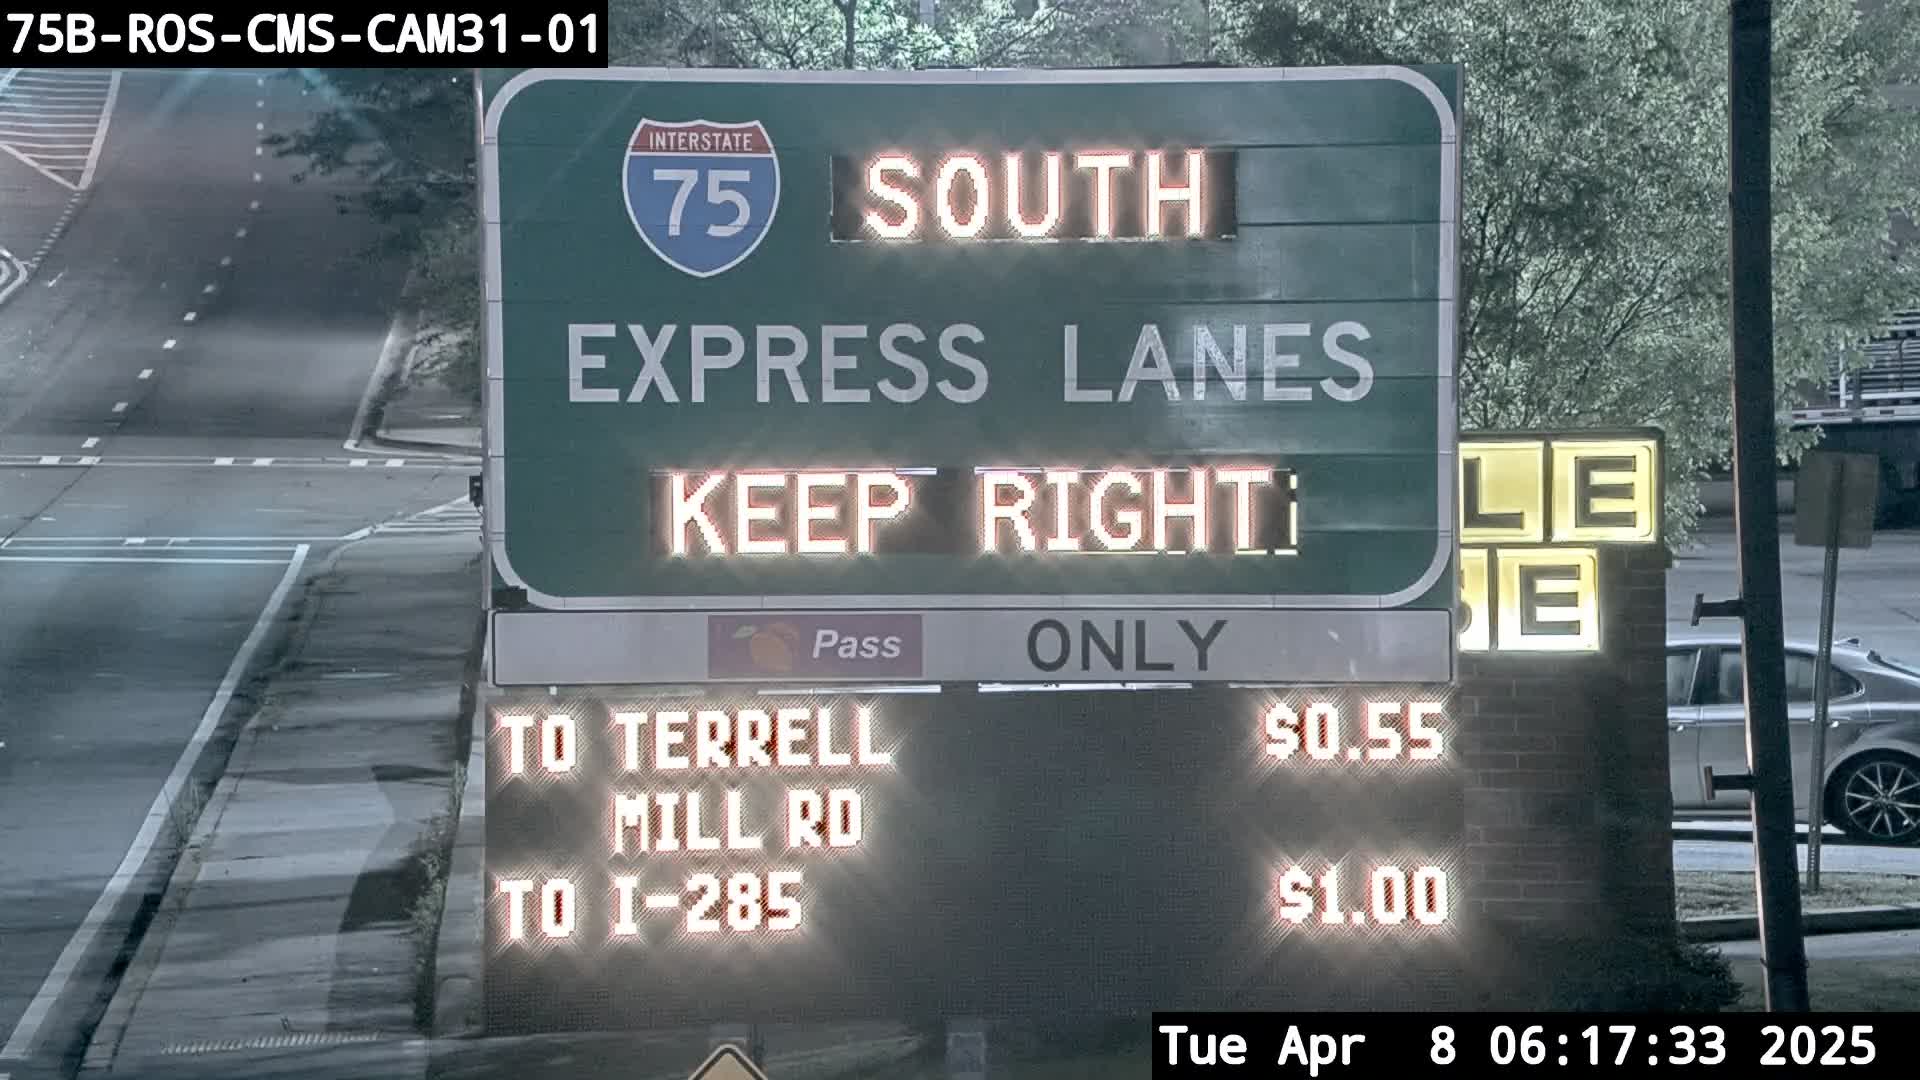 75B-ROS-CMS-CAM31-01
INTERSTATE
75
SOUTH
EXPRESS LANES
KEEP RIGHT
Pass ONLY
TO TERRELL $0.55
MILL RD
TO I-285 $1.00
LE
E
Tue Apr 8 06:17:33 2025